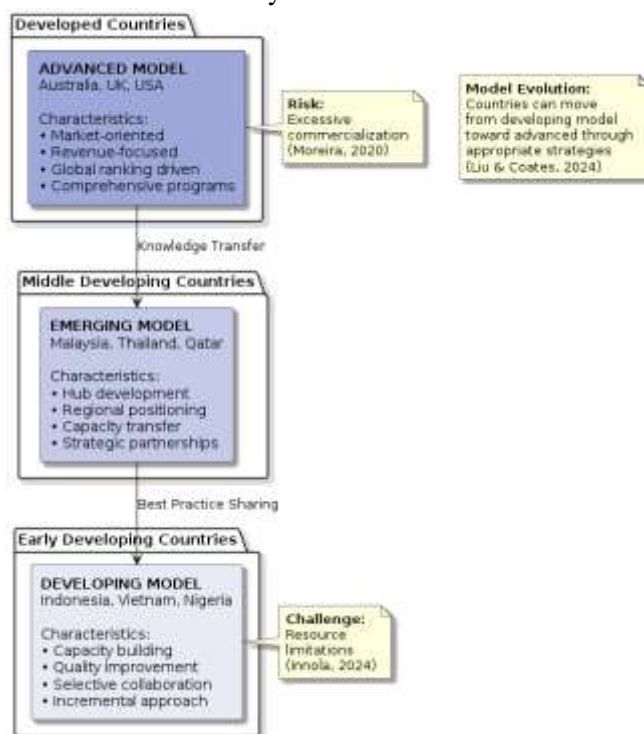 Developed Countries
ADVANCED MODEL
Australia, UK, USA
Characteristics:
• Market-oriented
• Revenue-focused
• Global ranking driven
• Comprehensive programs
Risk:
Excessive
commercialization
(Moreira, 2020)
Model Evolution:
Countries can move
from developing model
toward advanced through
appropriate strategies
(Liu & Coates, 2024)
Knowledge Transfer
Middle Developing Countries
EMERGING MODEL
Malaysia, Thailand, Qatar
Characteristics:
• Hub development
• Regional positioning
• Capacity transfer
• Strategic partnerships
Best Practice Sharing
Early Developing Countries
DEVELOPING MODEL
Indonesia, Vietnam, Nigeria
Characteristics:
• Capacity building
• Quality improvement
• Selective collaboration
• Incremental approach
Challenge:
Resource
limitations
(Innola, 2024)